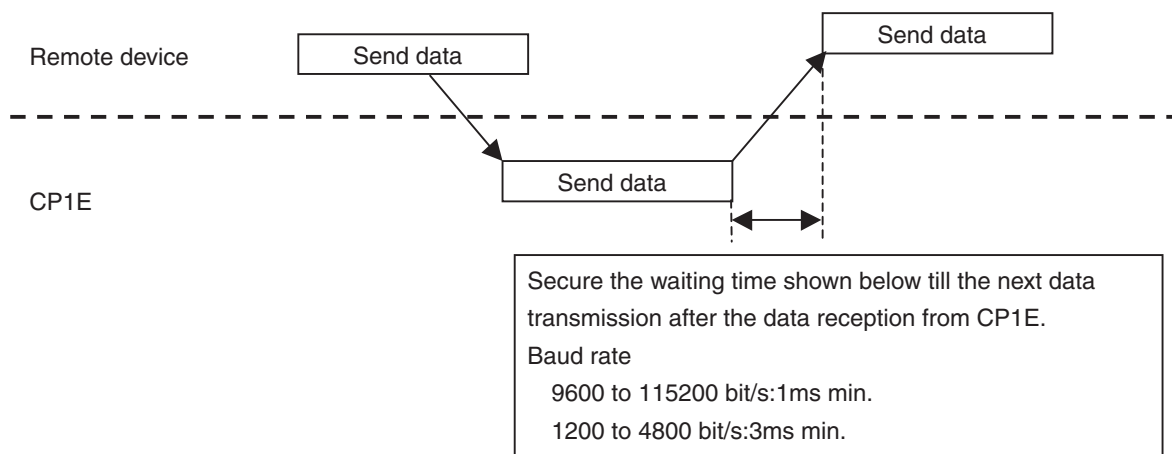 Remote device
Send data
Send data
CP1E
Send data
Secure the waiting time shown below till the next data
transmission after the data reception from CP1E.
Baud rate
9600 to 115200 bit/s:1ms min.
1200 to 4800 bit/s:3ms min.